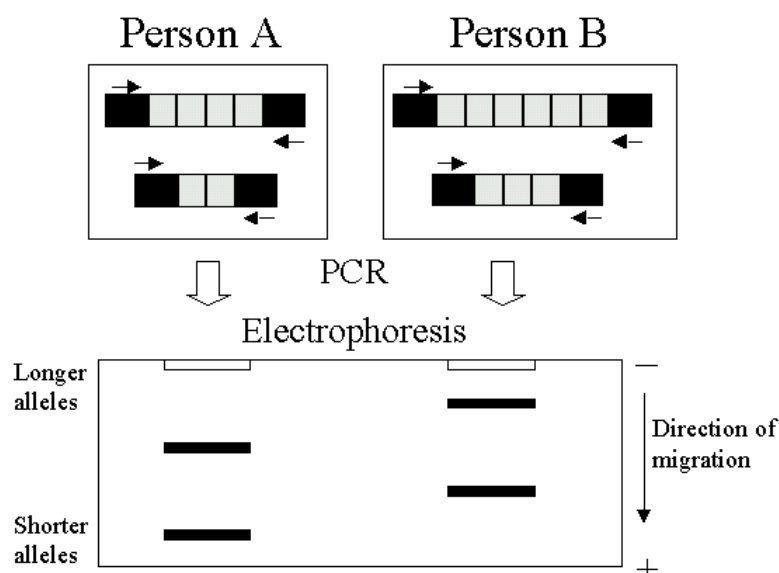 Person A
Person B
PCR
Electrophoresis
Longer
alleles
Shorter
alleles
—
Direction of
migration
+